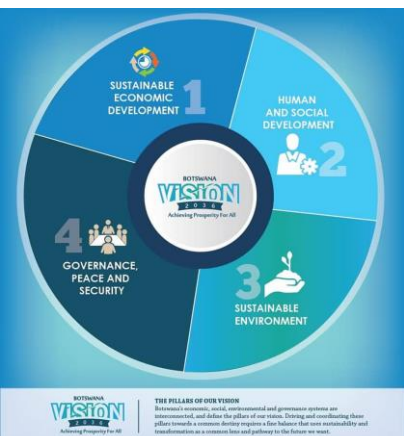 SUSTAINABLE
ECONOMIC
DEVELOPMENT
1
HUMAN
AND SOCIAL
DEVELOPMENT
2
SUSTAINABLE
ENVIRONMENT
3
GOVERNANCE,
PEACE AND
SECURITY
4
BOTSWANA
VISION
2036
Achieving Prosperity For All
BOTSWANA
VISION
2036
Achieving Prosperity For All
THE PILLARS OF OUR VISION
Botswana's economic, social, environmental and governance systems are
interconnected, and define the pillars of our vision. Driving and coordinating these
pillars towards a common destiny requires a fine balance that uses sustainability and
transformation as a common lens and pathway to the future we want.